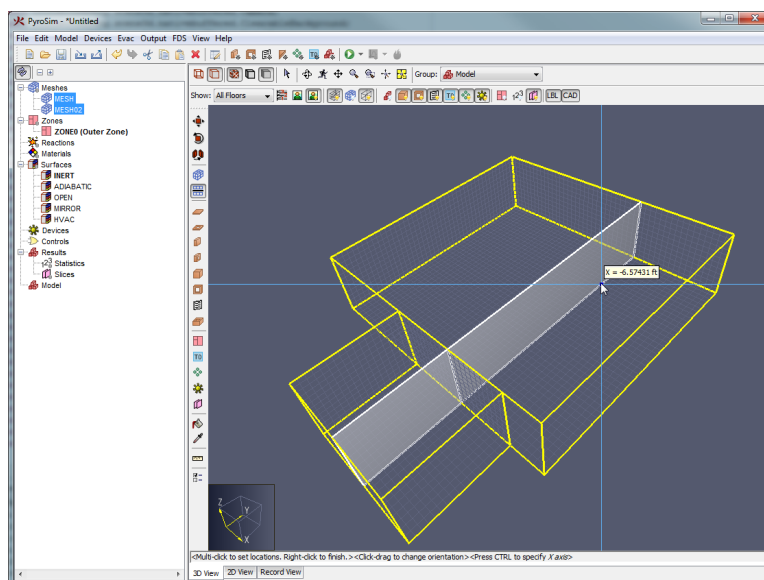 PyroSim - *Untitled
File Edit Model Devices Evac Output FDS View Help
Group: Model
Show: All Floors
LBL CAD
Meshes
MESH
MESH02
Zones
ZONE0 (Outer Zone)
Reactions
Materials
Surfaces
INERT
ADIABATIC
OPEN
MIRROR
HVAC
Devices
Controls
Results
Statistics
Slices
Model
X = -6.57431 ft
Z
Y
X
<Multi-click to set locations. Right-click to finish.><Click-drag to change orientation><Press CTRL to specify X axis>
3D View 2D View Record View